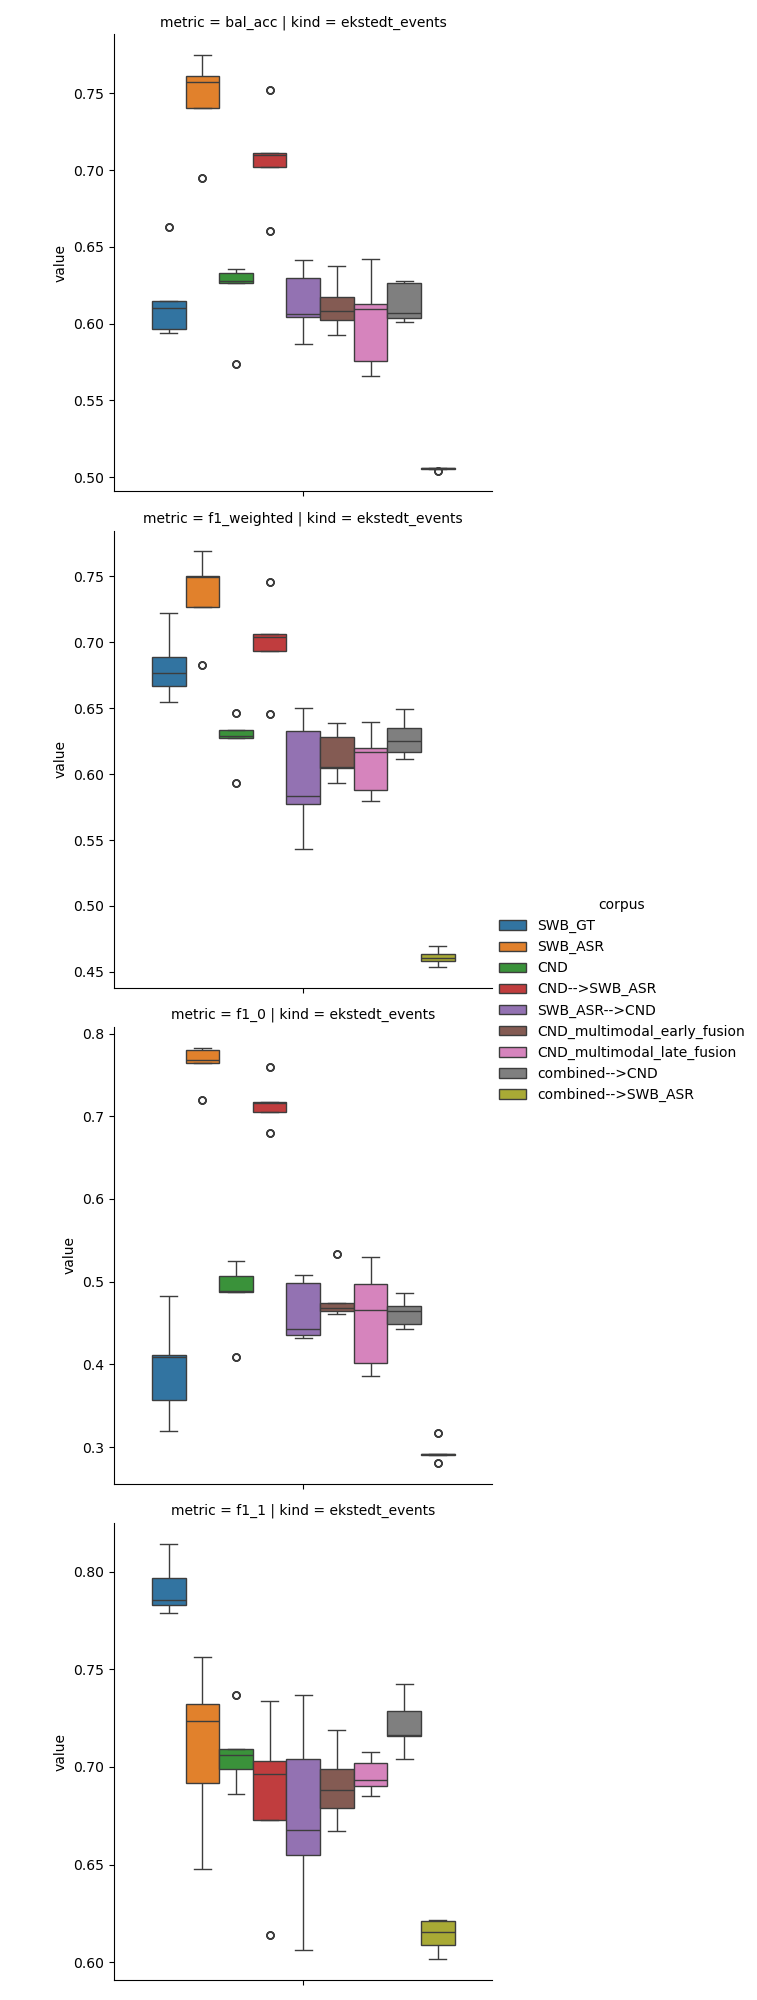 metric = bal_acc | kind = ekstedt_events
0.75
0.70
0.65
value
0.60
0.55
0.50
metric = f1_weighted | kind = ekstedt_events
0.75
0.70
0.65
value
0.60
0.55
0.50
0.45
corpus
SWB_GT
SWB_ASR
CND
CND-->SWB_ASR
SWB_ASR-->CND
CND_multimodal_early_fusion
CND_multimodal_late_fusion
combined-->CND
combined-->SWB_ASR
metric = f1_0 | kind = ekstedt_events
0.8
0.7
0.6
value
0.5
0.4
0.3
metric = f1_1 | kind = ekstedt_events
0.80
0.75
value
0.70
0.65
0.60